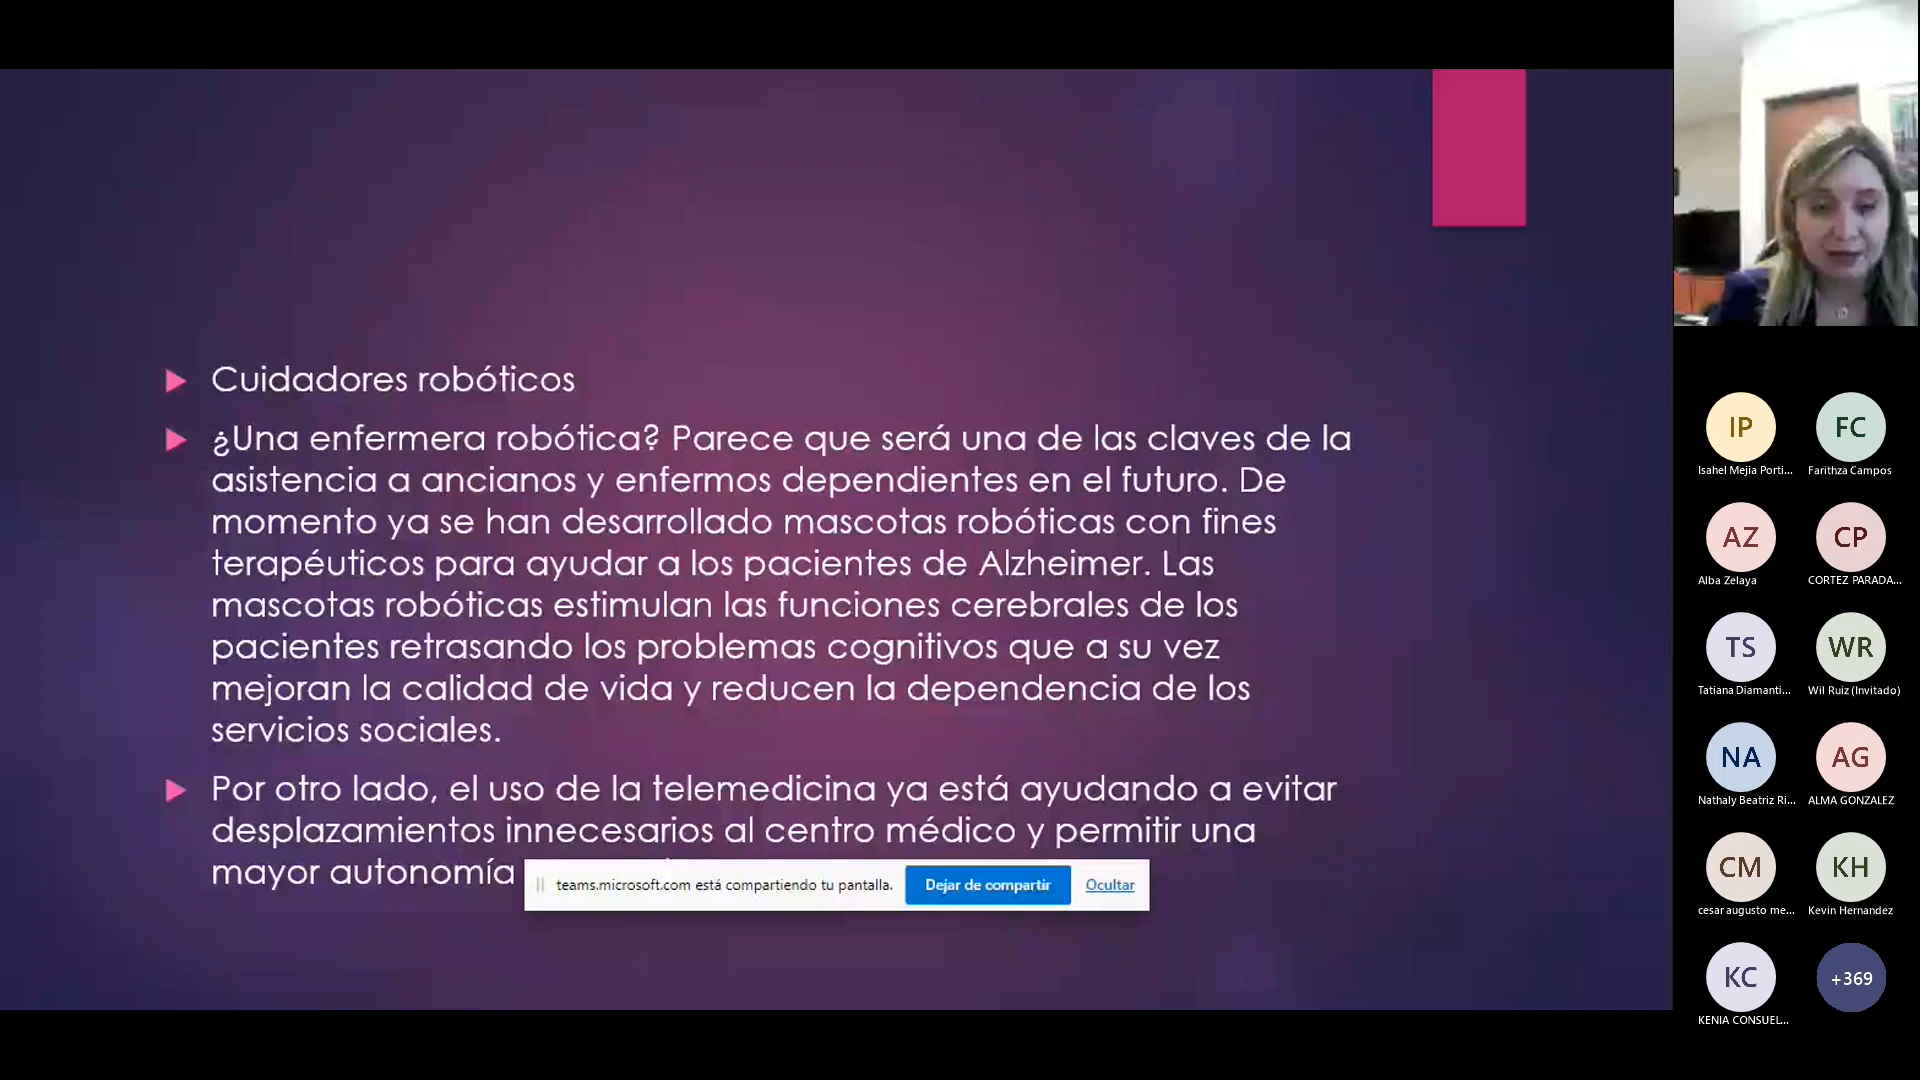 Cuidadores robóticos
¿Una enfermera robótica? Parece que será una de las claves de la
asistencia a ancianos y enfermos dependientes en el futuro. De
momento ya se han desarrollado mascotas robóticas con fines
terapéuticos para ayudar a los pacientes de Alzheimer. Las
mascotas robóticas estimulan las funciones cerebrales de los
pacientes retrasando los problemas cognitivos que a su vez
mejoran la calidad de vida y reducen la dependencia de los
servicios sociales.
Por otro lado, el uso de la telemedicina ya está ayudando a evitar
desplazamientos innecesarios al centro médico y permitir una
mayor autonomía
teams.microsoft.com está compartiendo tu pantalla.
Dejar de compartir
Ocultar
IP
FC
Isahel Mejia Porti...
Farithza Campos
AZ
CP
Alba Zelaya
CORTEZ PARADA...
TS
WR
Tatiana Diamanti...
Wil Ruiz (Invitado)
NA
AG
Nathaly Beatriz Ri...
ALMA GONZALEZ
CM
KH
cesar augusto me...
Kevin Hernandez
KC
+369
KENIA CONSUEL...